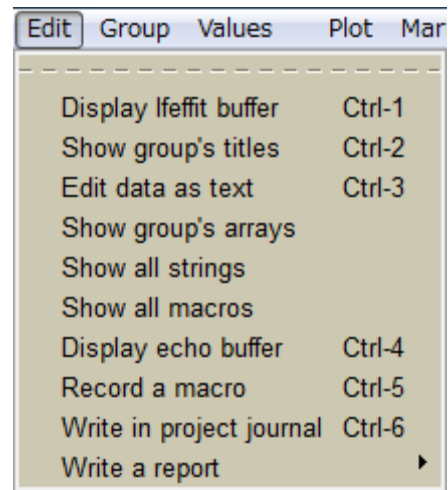 Edit Group Values Plot Mar
Display Ifeffit buffer Ctrl-1
Show group's titles Ctrl-2
Edit data as text Ctrl-3
Show group's arrays
Show all strings
Show all macros
Display echo buffer Ctrl-4
Record a macro Ctrl-5
Write in project journal Ctrl-6
Write a report